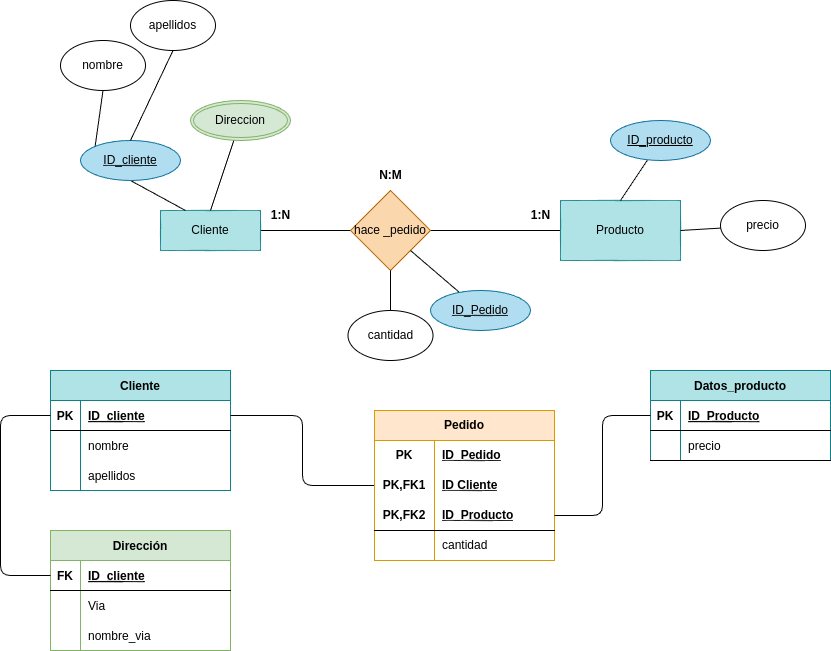 apellidos
nombre
Direccion
ID_cliente
ID_producto
N:M
1:N
1:N
Cliente
hace _pedido
Producto
precio
ID_Pedido
cantidad
Cliente
PK ID_cliente
nombre
apellidos
Pedido
PK ID_Pedido
PK,FK1 ID Cliente
PK,FK2 ID_Producto
cantidad
Datos_producto
PK ID_Producto
precio
Dirección
FK ID_cliente
Via
nombre_via